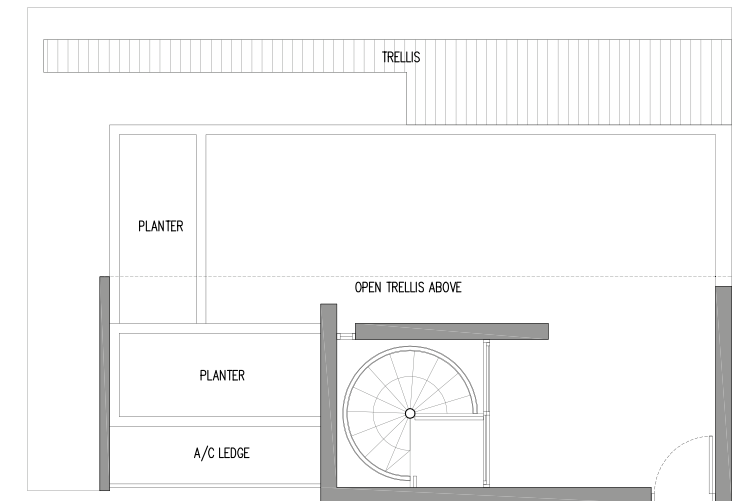 TRELLIS
PLANTER
OPEN TRELLIS ABOVE
PLANTER
A/C LEDGE